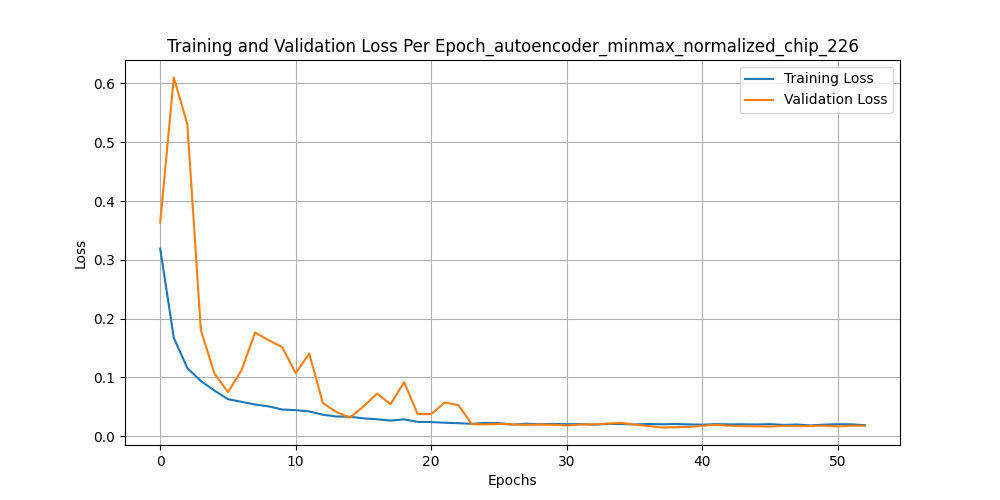 Training and Validation Loss Per Epoch_autoencoder_minmax_normalized_chip_226
Training Loss
Validation Loss
Loss
0.6
0.5
0.4
0.3
0.2
0.1
0.0
0 10 20 30 40 50
Epochs